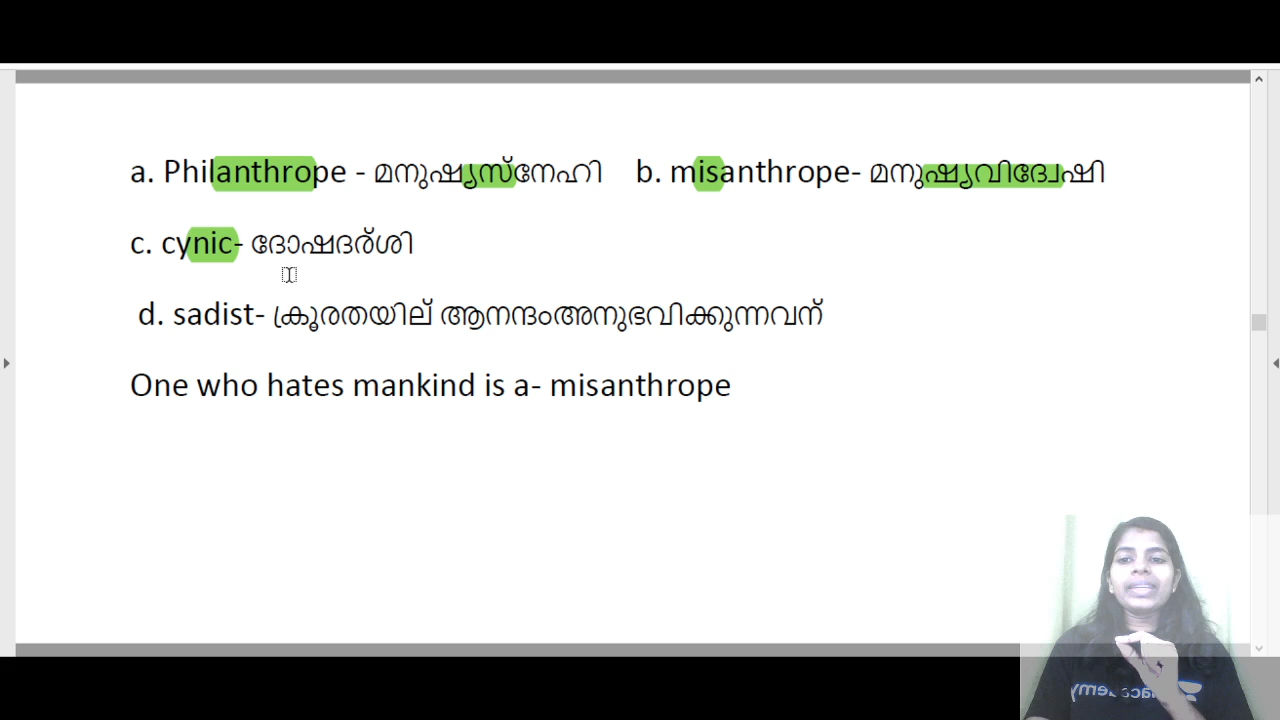 a. Philanthrope - മനുഷ്യസ്നേഹി b. misanthrope- മനുഷ്യവിദ്വേഷി
c. cynic- ദോഷദര്ശി
d. sadist- ക്രൂരതയില് ആനന്ദംഅനുഭവിക്കുന്നവന്
One who hates mankind is a- misanthrope